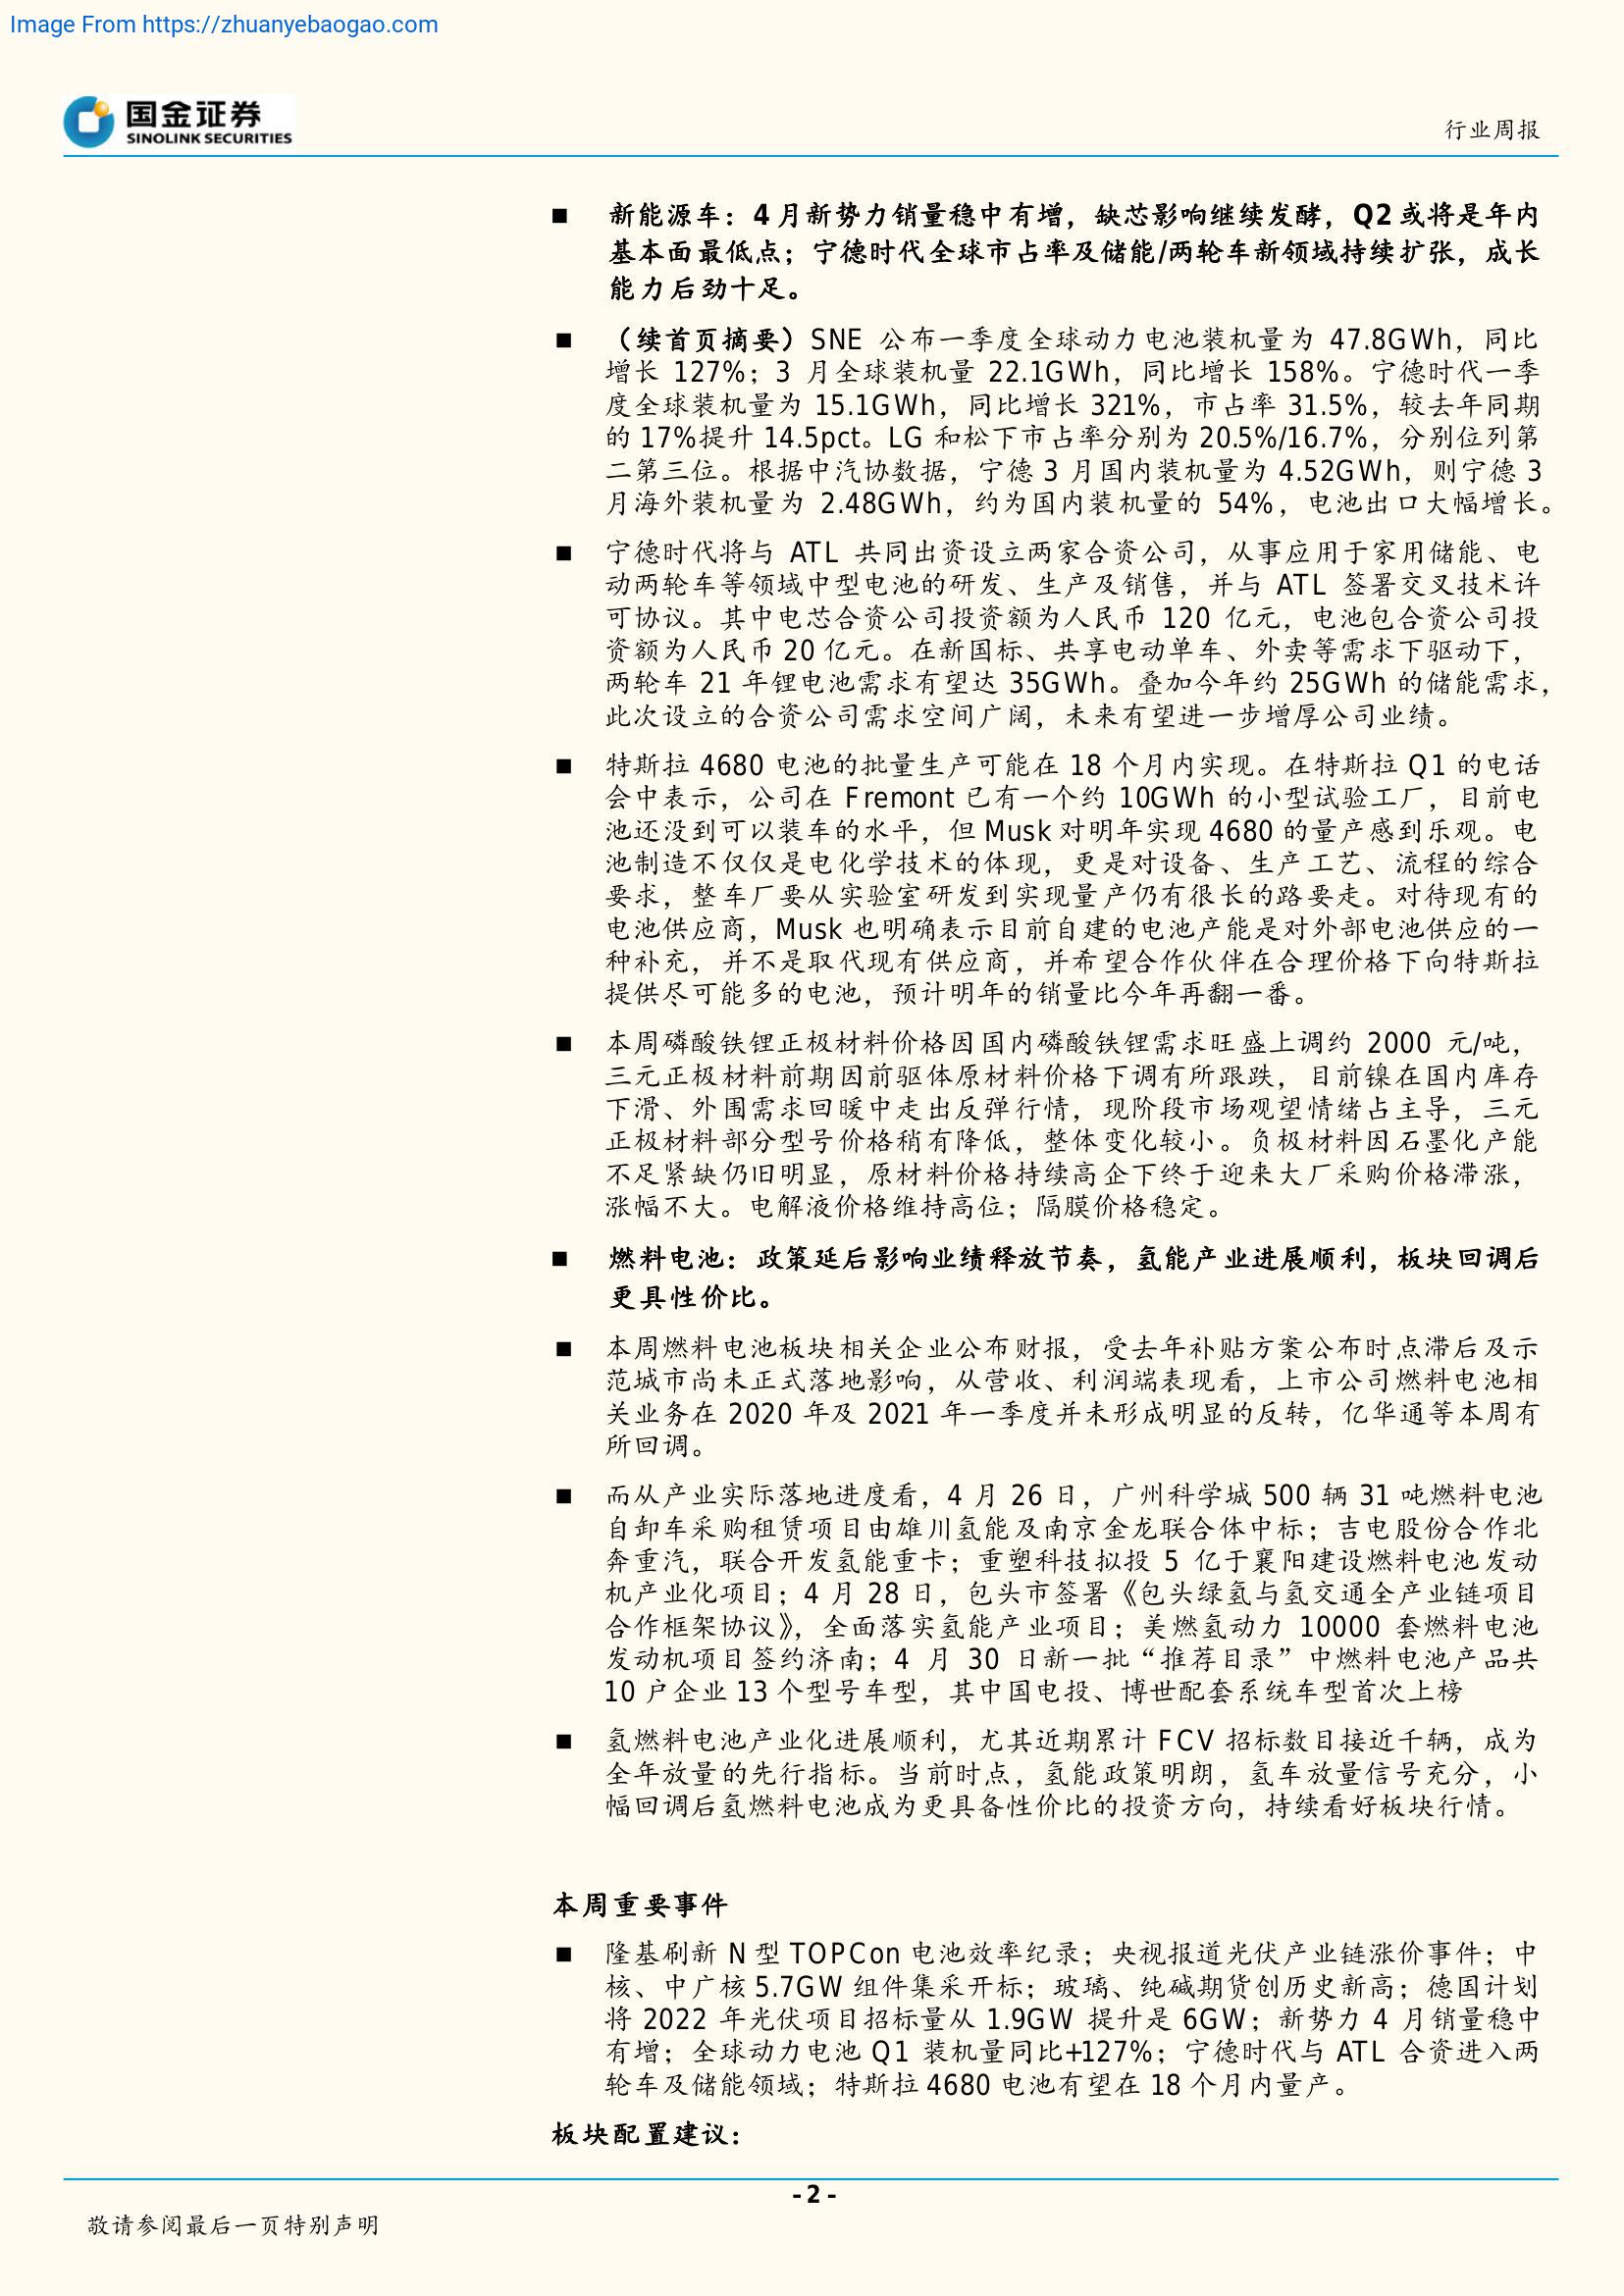 Image From https://zhuanyebaogao.com
国金证券
SINOLINK SECURITIES
行业周报
■ 新能源车：4 月新势力销量稳中有增，缺芯影响继续发酵，Q2 或将是年内
基本面最低点；宁德时代全球市占率及储能/两轮车新领域持续扩张，成长
能力后劲十足。
■ （续首页摘要）SNE 公布一季度全球动力电池装机量为 47.8GWh，同比
增长 127%；3 月全球装机量 22.1GWh，同比增长 158%。宁德时代一季
度全球装机量为 15.1GWh，同比增长 321%，市占率 31.5%，较去年同期
的 17%提升 14.5pct。LG 和松下市占率分别为 20.5%/16.7%，分别位列第
二第三位。根据中汽协数据，宁德 3 月国内装机量为 4.52GWh，则宁德 3
月海外装机量为 2.48GWh，约为国内装机量的 54%，电池出口大幅增长。
■ 宁德时代将与 ATL 共同出资设立两家合资公司，从事应用于家用储能、电
动两轮车等领域中型电池的研发、生产及销售，并与 ATL 签署交叉技术许
可协议。其中电芯合资公司投资额为人民币 120 亿元，电池包合资公司投
资额为人民币 20 亿元。在新国标、共享电动单车、外卖等需求下驱动下，
两轮车 21 年锂电池需求有望达 35GWh。叠加今年约 25GWh 的储能需求，
此次设立的合资公司需求空间广阔，未来有望进一步增厚公司业绩。
■ 特斯拉 4680 电池的批量生产可能在 18 个月内实现。在特斯拉 Q1 的电话
会中表示，公司在 Fremont 已有一个约 10GWh 的小型试验工厂，目前电
池还没到可以装车的水平，但 Musk 对明年实现 4680 的量产感到乐观。电
池制造不仅仅是电化学技术的体现，更是对设备、生产工艺、流程的综合
要求，整车厂要从实验室研发到实现量产仍有很长的路要走。对待现有的
电池供应商，Musk 也明确表示目前自建的电池产能是对外部电池供应的一
种补充，并不是取代现有供应商，并希望合作伙伴在合理价格下向特斯拉
提供尽可能多的电池，预计明年的销量比今年再翻一番。
■ 本周磷酸铁锂正极材料价格因国内磷酸铁锂需求旺盛上调约 2000 元/吨，
三元正极材料前期因前驱体原材料价格下调有所跟跌，目前镍在国内库存
下滑、外围需求回暖中走出反弹行情，现阶段市场观望情绪占主导，三元
正极材料部分型号价格稍有降低，整体变化较小。负极材料因石墨化产能
不足紧缺仍旧明显，原材料价格持续高企下终于迎来大厂采购价格滞涨，
涨幅不大。电解液价格维持高位；隔膜价格稳定。
■ 燃料电池：政策延后影响业绩释放节奏，氢能产业进展顺利，板块回调后
更具性价比。
■ 本周燃料电池板块相关企业公布财报，受去年补贴方案公布时点滞后及示
范城市尚未正式落地影响，从营收、利润端表现看，上市公司燃料电池相
关业务在 2020 年及 2021 年一季度并未形成明显的反转，亿华通等本周有
所回调。
■ 而从产业实际落地进度看，4 月 26 日，广州科学城 500 辆 31 吨燃料电池
自卸车采购租赁项目由雄川氢能及南京金龙联合体中标；吉电股份合作北
奔重汽，联合开发氢能重卡；重塑科技拟投 5 亿于襄阳建设燃料电池发动
机产业化项目；4 月 28 日，包头市签署《包头绿氢与氢交通全产业链项目
合作框架协议》，全面落实氢能产业项目；美燃氢动力 10000 套燃料电池
发动机项目签约济南；4 月 30 日新一批“推荐目录”中燃料电池产品共
10 户企业 13 个型号车型，其中国电投、博世配套系统车型首次上榜
■ 氢燃料电池产业化进展顺利，尤其近期累计 FCV 招标数目接近千辆，成为
全年放量的先行指标。当前时点，氢能政策明朗，氢车放量信号充分，小
幅回调后氢燃料电池成为更具备性价比的投资方向，持续看好板块行情。
本周重要事件
■ 隆基刷新 N 型 TOPCon 电池效率纪录；央视报道光伏产业链涨价事件；中
核、中广核 5.7GW 组件集采开标；玻璃、纯碱期货创历史新高；德国计划
将 2022 年光伏项目招标量从 1.9GW 提升是 6GW；新势力 4 月销量稳中
有增；全球动力电池 Q1 装机量同比+127%；宁德时代与 ATL 合资进入两
轮车及储能领域；特斯拉 4680 电池有望在 18 个月内量产。
板块配置建议：
- 2 -
敬请参阅最后一页特别声明